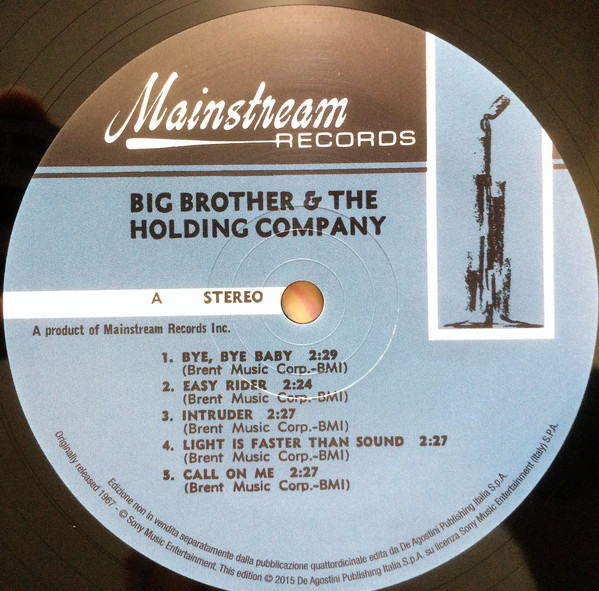 Mainstream
RECORDS
BIG BROTHER & THE
HOLDING COMPANY
A STEREO
A product of Mainstream Records Inc.
1. BYE, BYE BABY 2:29
(Brent Music Corp.-BMI)
2. EASY RIDER 2:24
(Brent Music Corp.-BMI)
3. INTRUDER 2:27
(Brent Music Corp.-BMI)
4. LIGHT IS FASTER THAN SOUND 2:27
(Brent Music Corp.-BMI)
5. CALL ON ME 2:27
(Brent Music Corp.-BMI)
Edizione non in vendita separatamente dalla pubblicazione quattordicinale edita da De Agostini Publishing Italia S.p.A.
Originally released 1967 - © Sony Music Entertainment. This edition © 2015 De Agostini Publishing Italia S.p.A. su licenza Sony Music Entertainment (Italy) S.P.A.